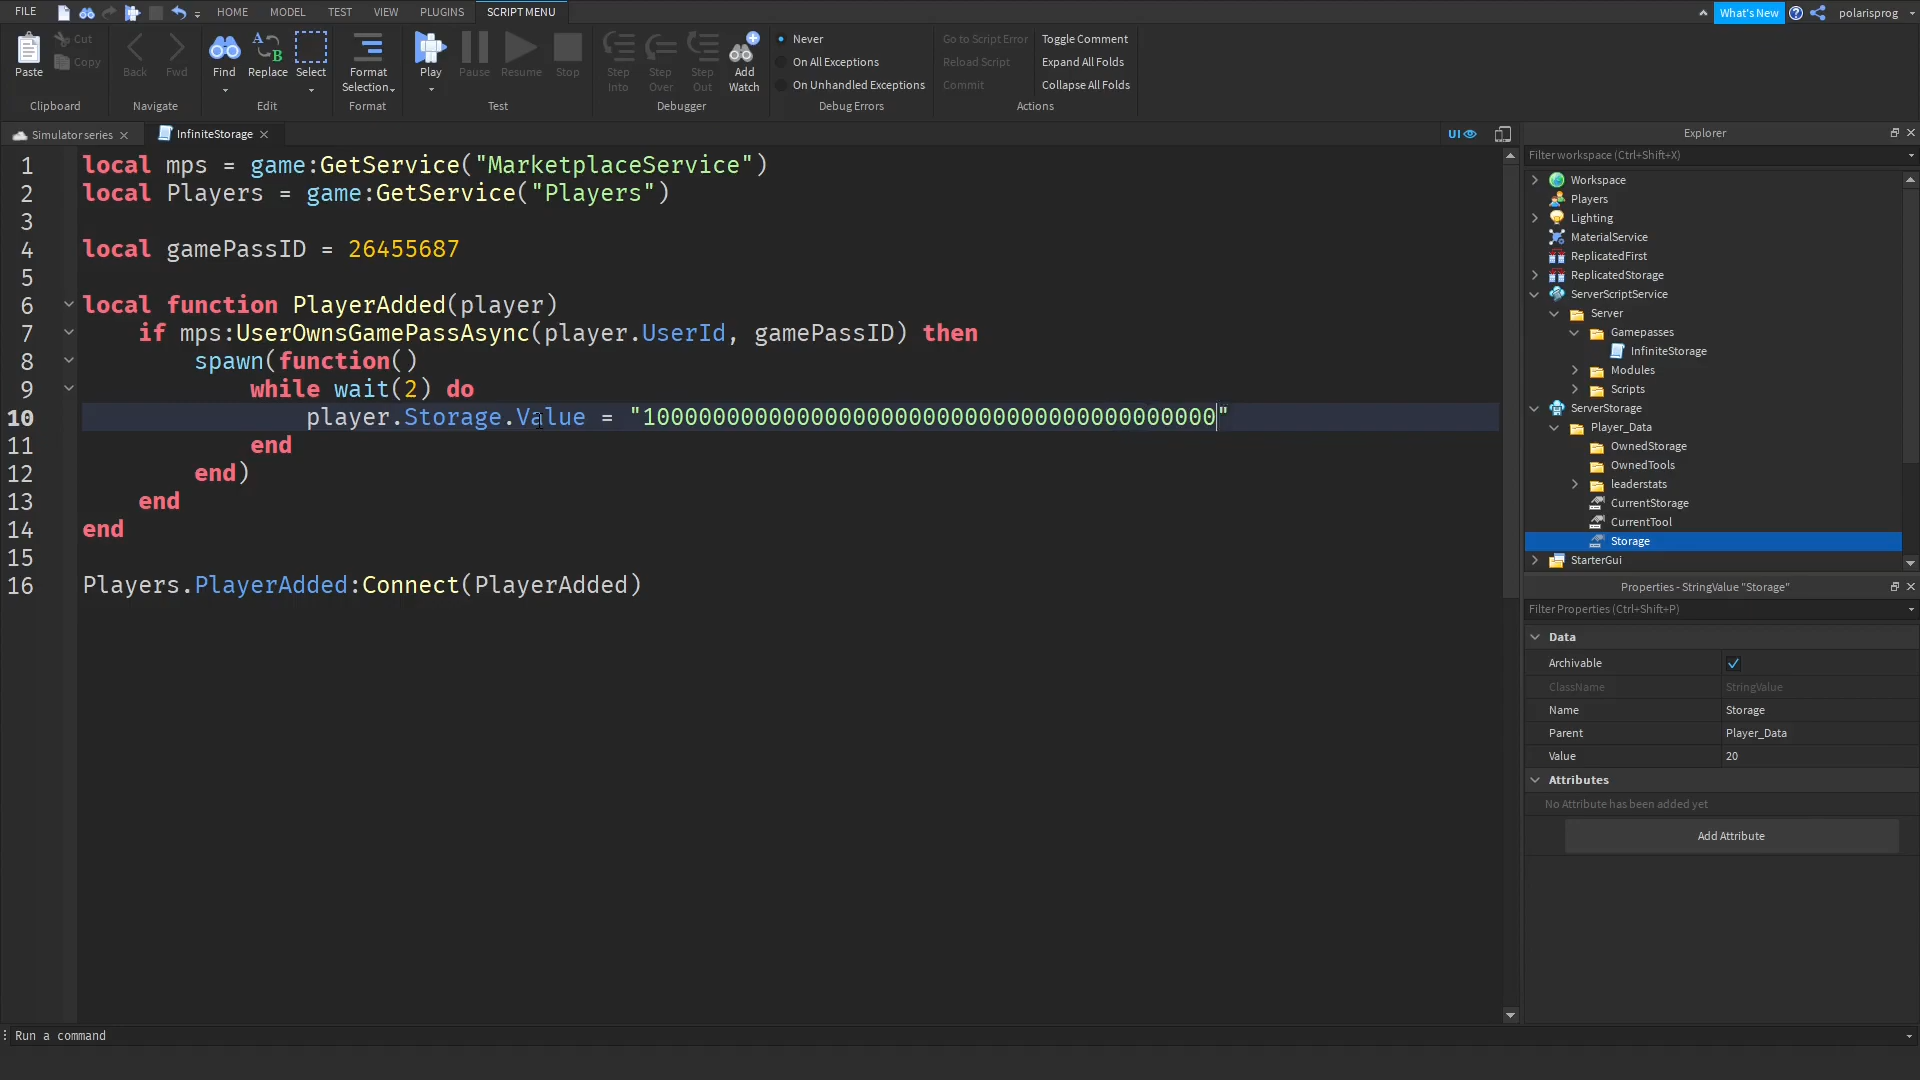 FILE HOME MODEL TEST VIEW PLUGINS SCRIPT MENU What's New polarisprog
Paste Cut Copy Back Fwd Find Replace Select Format Selection Play Pause Resume Stop Step Into Step Over Step Out Add Watch
Never
On All Exceptions
On Unhandled Exceptions
Go to Script Error
Reload Script
Commit
Toggle Comment
Expand All Folds
Collapse All Folds
Clipboard Navigate Edit Format Test Debugger Debug Errors Actions
Simulator series InfiniteStorage UI
1 local mps = game:GetService("MarketplaceService")
2 local Players = game:GetService("Players")
3
4 local gamePassID = 26455687
5
6 local function PlayerAdded(player)
7 if mps:UserOwnsGamePassAsync(player.UserId, gamePassID) then
8 spawn(function()
9 while wait(2) do
10 player.Storage.Value = "10000000000000000000000000000000000000000"
11 end
12 end)
13 end
14 end
15
16 Players.PlayerAdded:Connect(PlayerAdded)
Explorer
Filter workspace (Ctrl+Shift+X)
Workspace
Players
Lighting
MaterialService
ReplicatedFirst
ReplicatedStorage
ServerScriptService
Server
Gamepasses
InfiniteStorage
Modules
Scripts
ServerStorage
Player_Data
OwnedStorage
OwnedTools
leaderstats
CurrentStorage
CurrentTool
Storage
StarterGui
Properties - StringValue "Storage"
Filter Properties (Ctrl+Shift+P)
Data
Archivable
ClassName StringValue
Name Storage
Parent Player_Data
Value 20
Attributes
No Attribute has been added yet
Add Attribute
Run a command